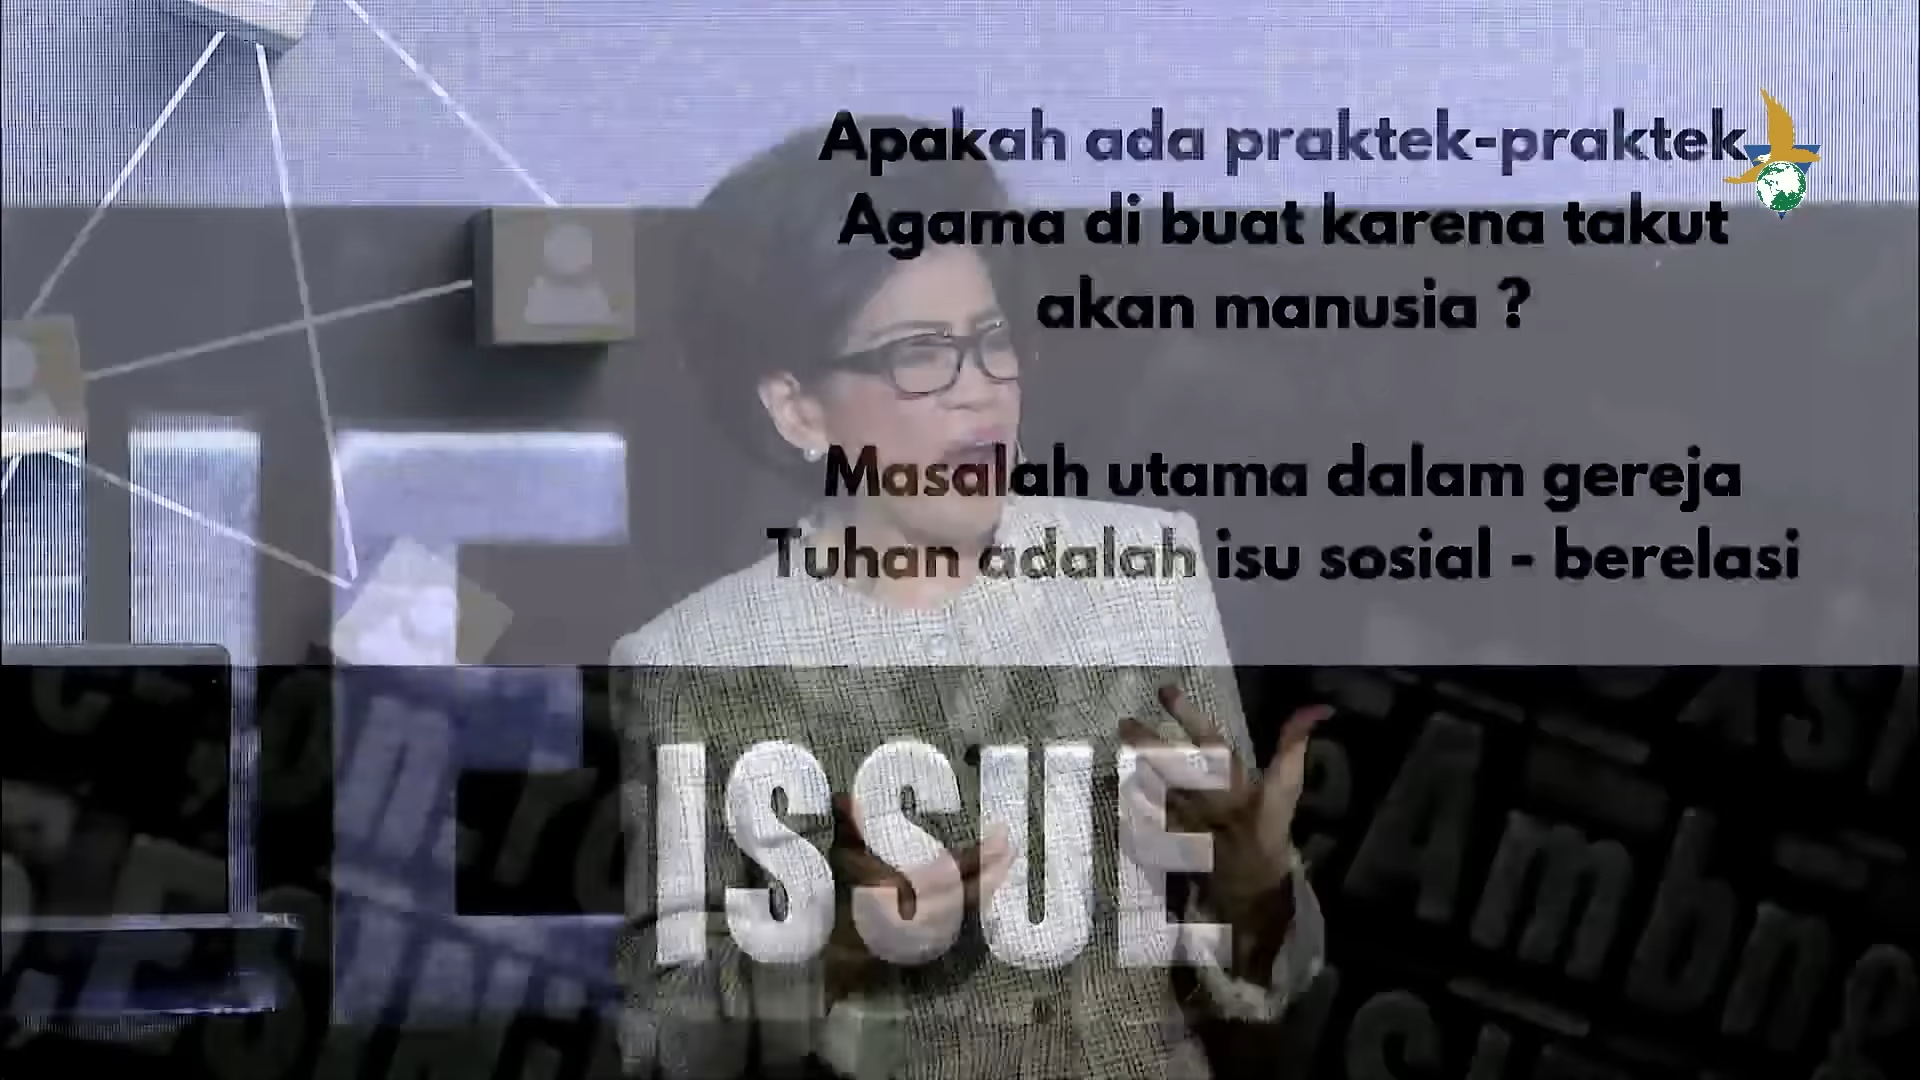 Apakah ada praktek-praktek
Agama di buat karena takut
akan manusia ?
Masalah utama dalam gereja
Tuhan adalah isu sosial - berelasi
ISSUE